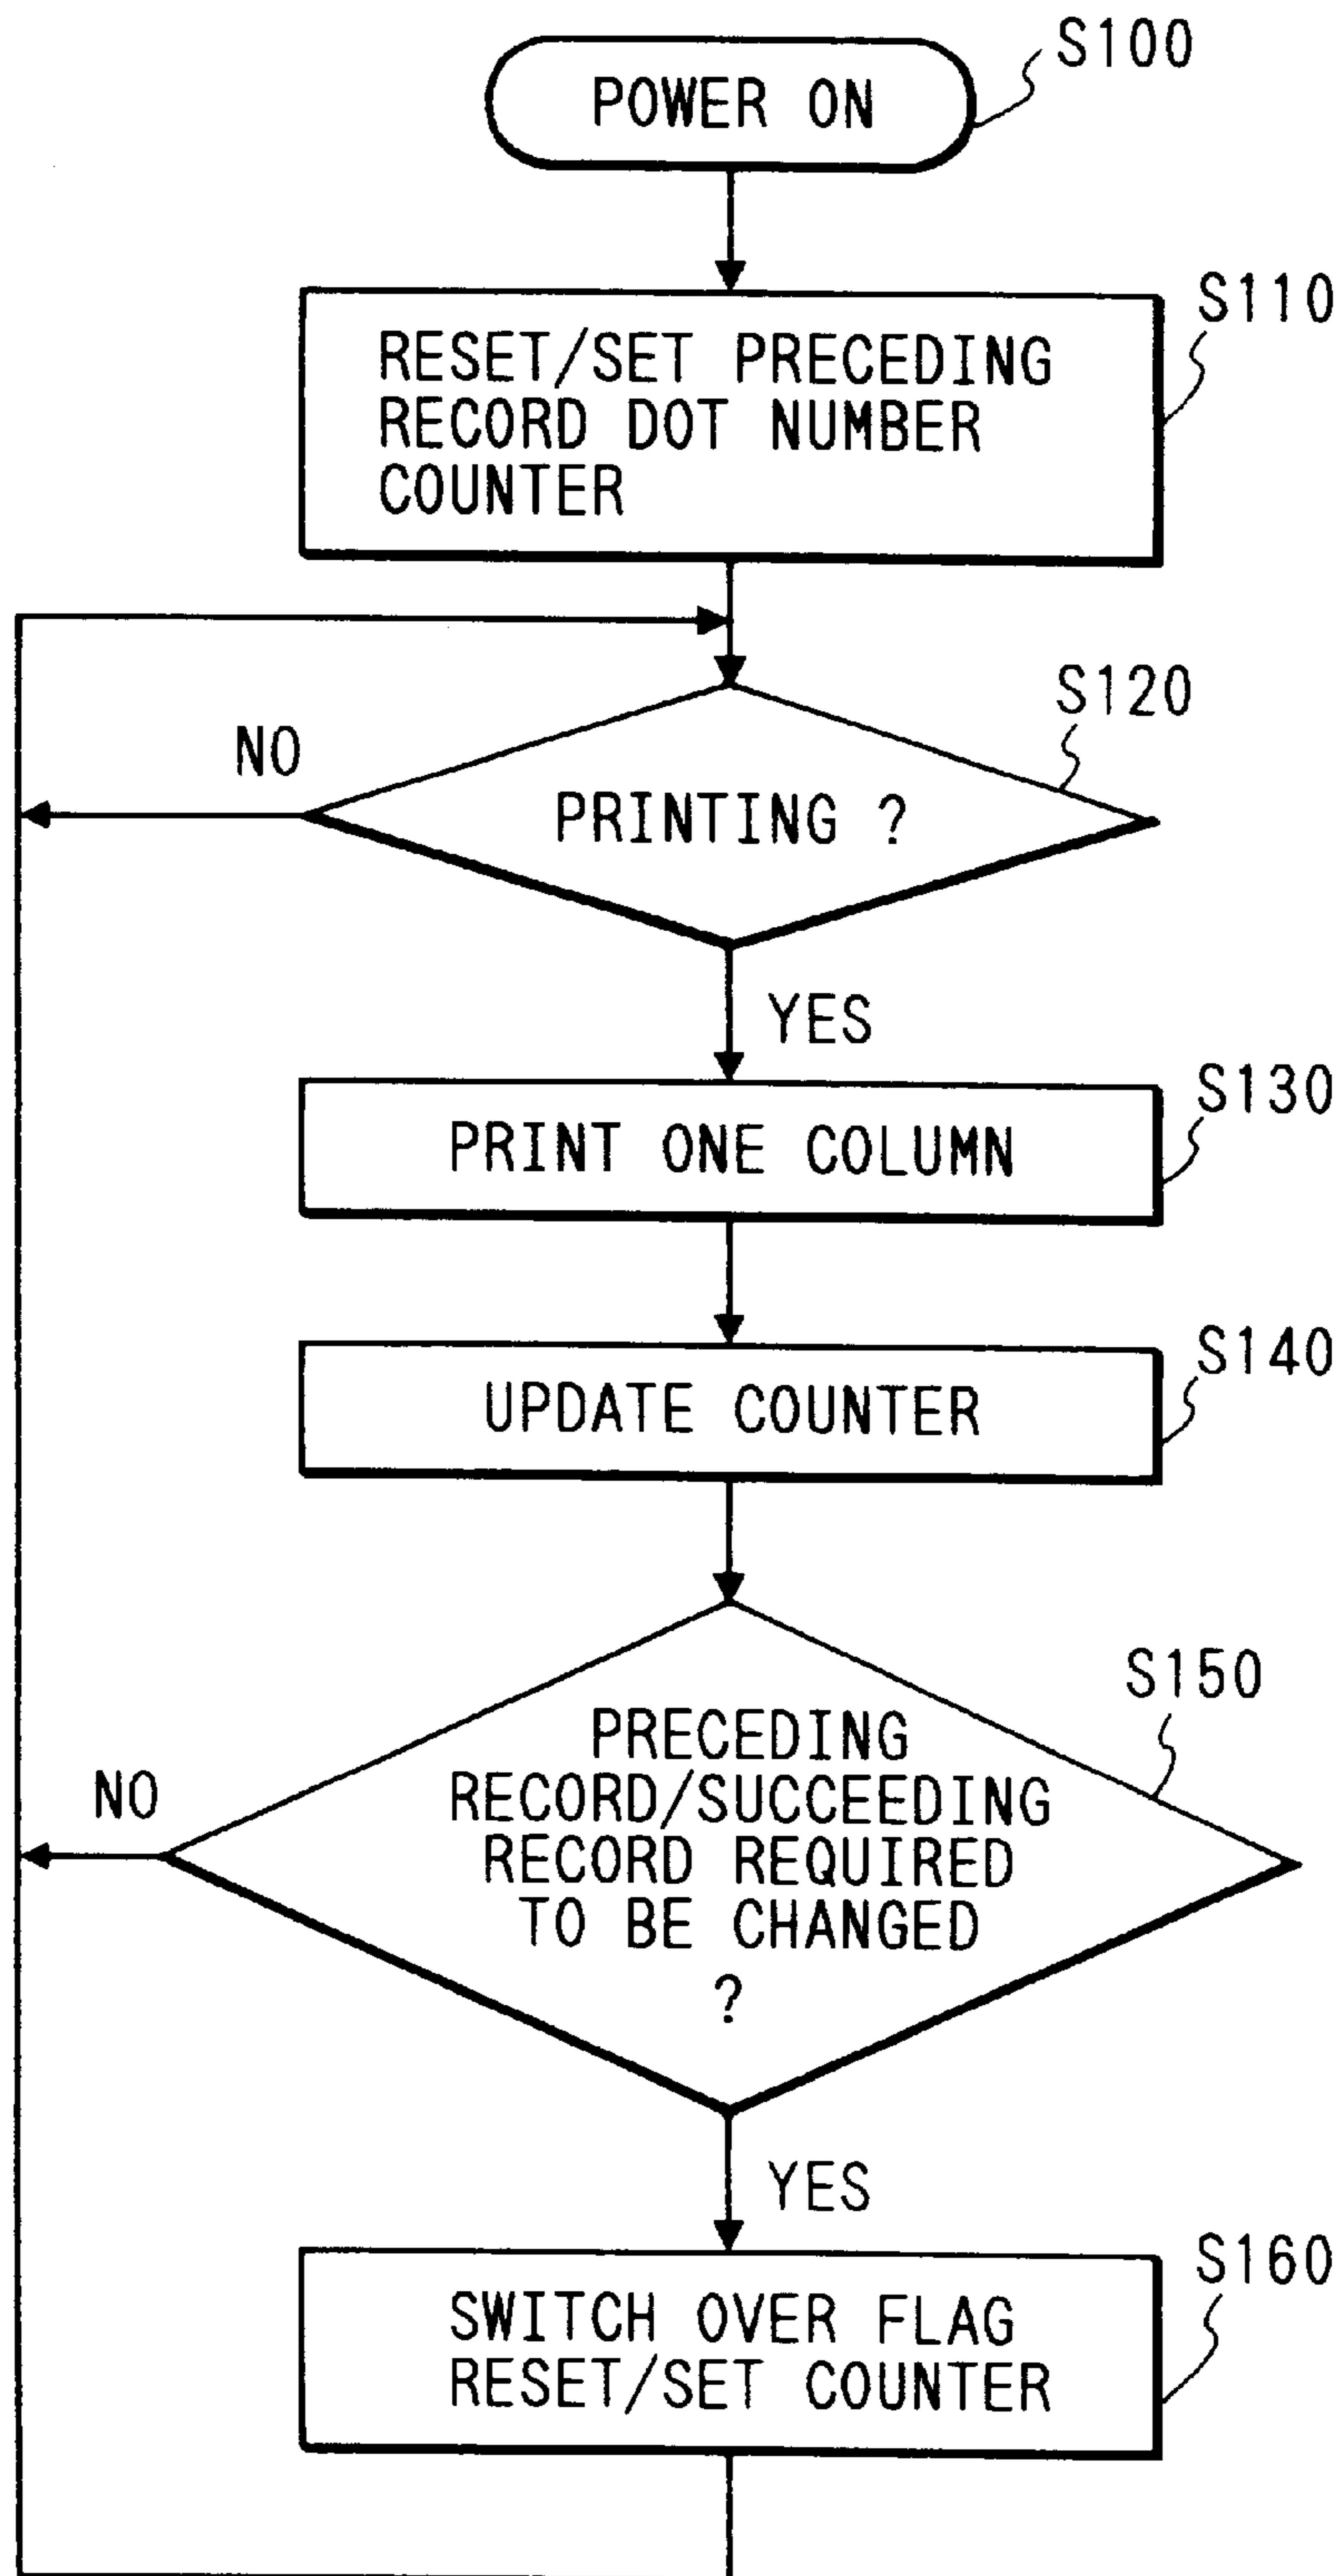 S100
POWER ON
S110
RESET/SET PRECEDING
RECORD DOT NUMBER
COUNTER
S120
NO
PRINTING ?
YES
S130
PRINT ONE COLUMN
S140
UPDATE COUNTER
S150
PRECEDING
RECORD/SUCCEEDING
RECORD REQUIRED
TO BE CHANGED
?
NO
YES
S160
SWITCH OVER FLAG
RESET/SET COUNTER